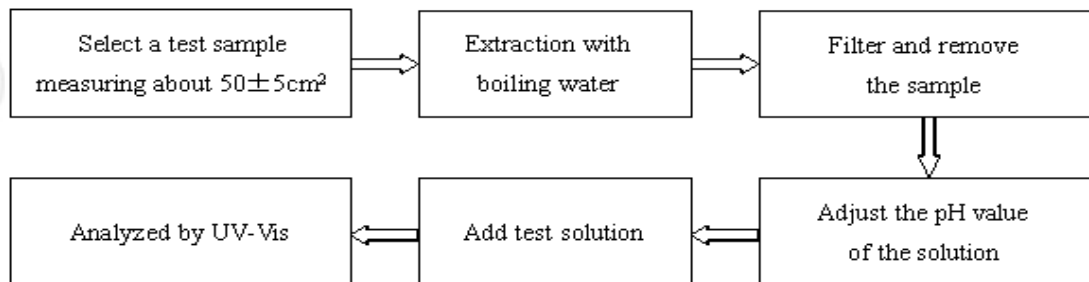 Select a test sample
measuring about 50±5cm²
Extraction with
boiling water
Filter and remove
the sample
Adjust the pH value
of the solution
Add test solution
Analyzed by UV-Vis